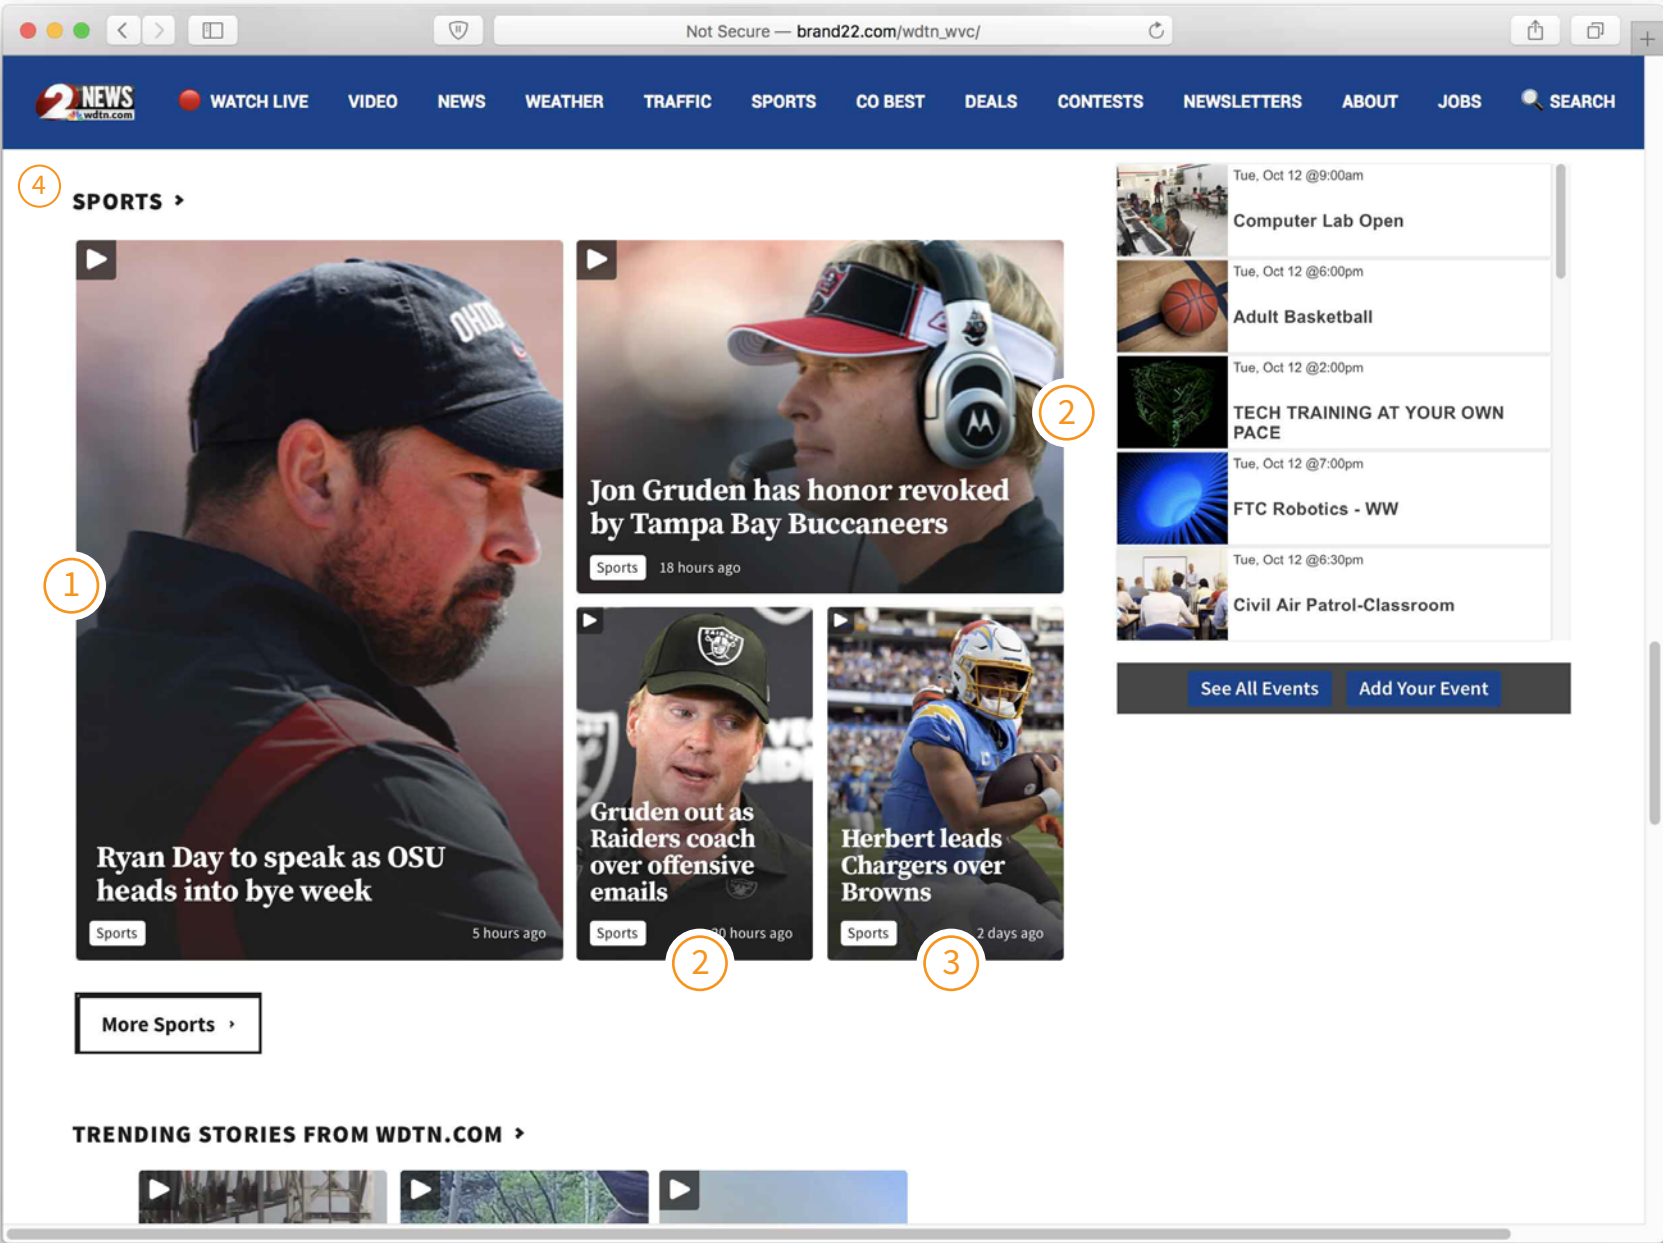 Not Secure — brand22.com/wdtn_wvc/
2 NEWS
wdtn.com
WATCH LIVE VIDEO NEWS WEATHER TRAFFIC SPORTS CO BEST DEALS CONTESTS NEWSLETTERS ABOUT JOBS SEARCH
4
SPORTS
OHIO
Ryan Day to speak as OSU
heads into bye week
Sports 5 hours ago
1
Jon Gruden has honor revoked
by Tampa Bay Buccaneers
Sports 18 hours ago
2
RAIDERS
Gruden out as
Raiders coach
over offensive
emails
Sports 20 hours ago
2
Herbert leads
Chargers over
Browns
Sports 2 days ago
3
More Sports
Tue, Oct 12 @9:00am
Computer Lab Open
Tue, Oct 12 @6:00pm
Adult Basketball
Tue, Oct 12 @2:00pm
TECH TRAINING AT YOUR OWN
PACE
Tue, Oct 12 @7:00pm
FTC Robotics - WW
Tue, Oct 12 @6:30pm
Civil Air Patrol-Classroom
See All Events Add Your Event
TRENDING STORIES FROM WDTN.COM